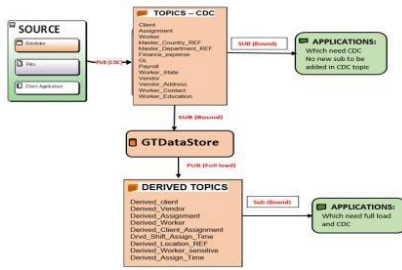 SOURCE
Database
Files
Client Application
PUB (CDC)
TOPICS – CDC
Client
Assignment
Worker
Master_Country_REF
Master_Department_REF
Finance_expense
GL
Payroll
Worker_State
Vendor
Vendor_Address
Worker_Contact
Worker_Education
SUB (Bound)
APPLICATIONS:
Which need CDC
No new sub to be
added in CDC topic
SUB (Bound)
GTDataStore
PUB (Full load)
DERIVED TOPICS
Derived_client
Derived_Vendor
Derived_Assignment
Derived_Worker
Derived_Client_Assignment
Drvd_Shift_Assign_Time
Derived_Location_REF
Derived_Worker_sensitive
Derived_Assign_Time
Sub (Bound)
APPLICATIONS:
Which need full load
and CDC